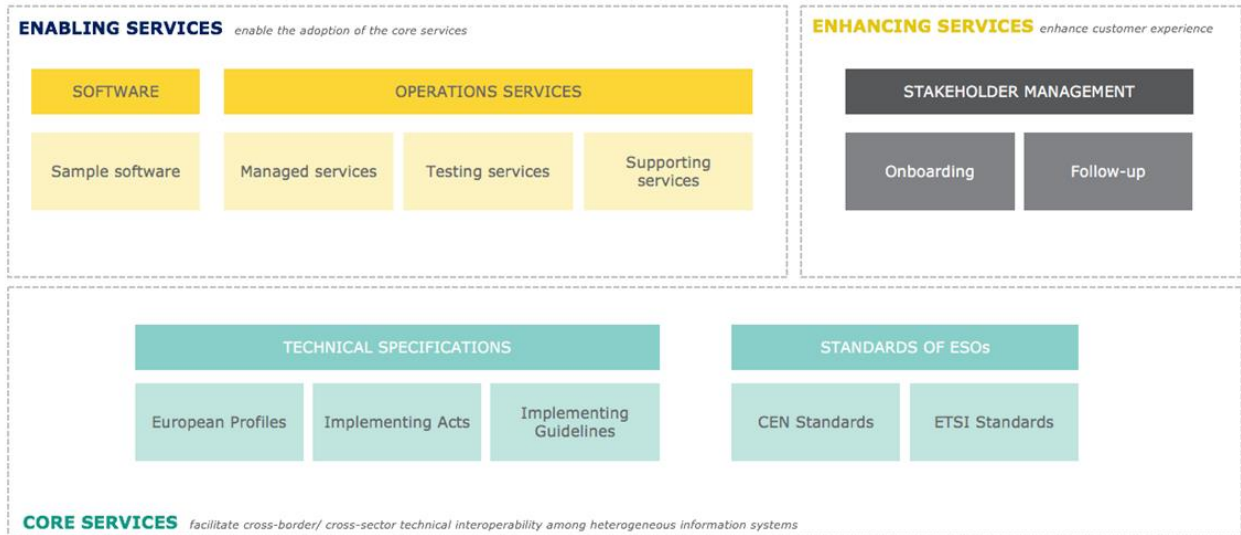 ENABLING SERVICES enable the adoption of the core services
SOFTWARE
OPERATIONS SERVICES
Sample software
Managed services
Testing services
Supporting
services
ENHANCING SERVICES enhance customer experience
STAKEHOLDER MANAGEMENT
Onboarding
Follow-up
TECHNICAL SPECIFICATIONS
European Profiles
Implementing Acts
Implementing
Guidelines
STANDARDS OF ESOs
CEN Standards
ETSI Standards
CORE SERVICES facilitate cross-border/ cross-sector technical interoperability among heterogeneous information systems